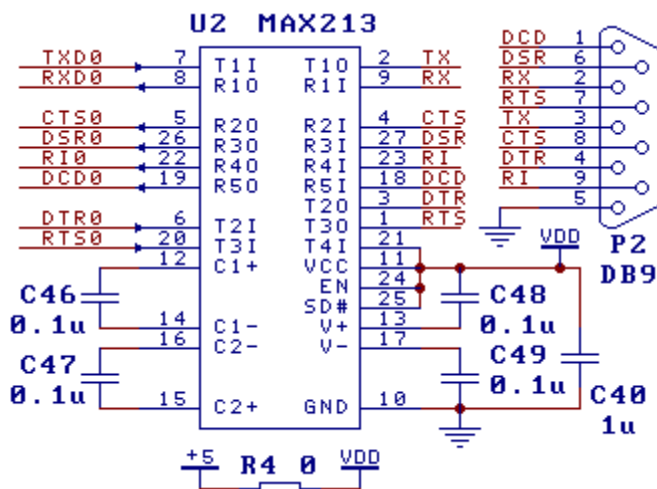 U2 MAX213
DCD 1
TXD0 7 T1I T1O 2 TX DSR 6
RXD0 8 R1O R1I 9 RX RX 2
RTS 7
CTS0 5 R2O R2I 4 CTS TX 3
DSR0 26 R3O R3I 27 DSR CTS 8
RI0 22 R4O R4I 23 RI DTR 4
DCD0 19 R5O R5I 18 DCD RI 9
T2O 3 DTR 5
DTR0 6 T2I T3O 1 RTS
RTS0 20 T3I T4I 21 VDD P2
12 C1+ VCC 11 DB9
EN 24
C46 SD# 25 C48
0.1u 14 C1- V+ 13 0.1u
16 C2- V- 17
C47 C49
0.1u 0.1u
15 C2+ GND 10 C40
1u
+5 R4 0 VDD